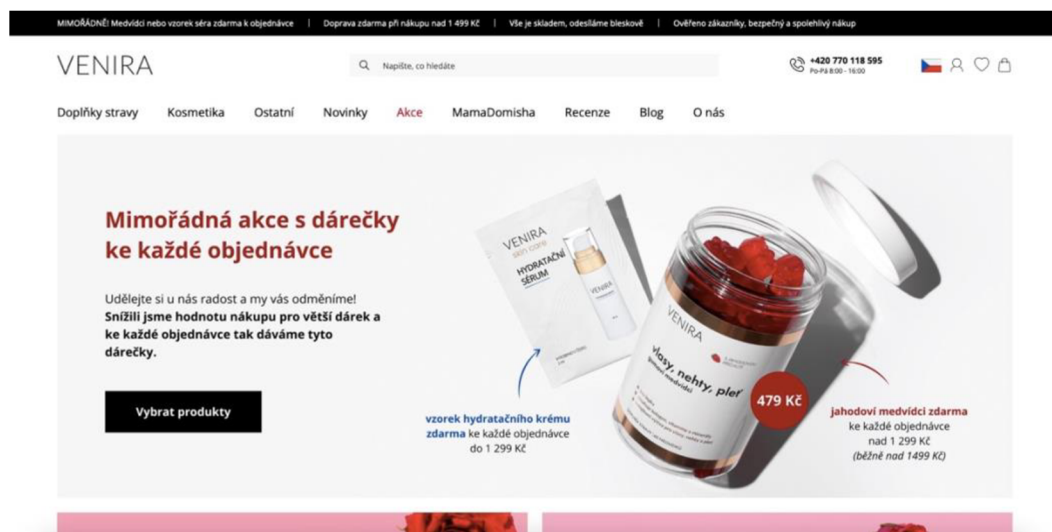 MIMOŘÁDNĚ! Medvídci nebo vzorek séra zdarma k objednávce | Doprava zdarma při nákupu nad 1 499 Kč | Vše je skladem, odesíláme bleskově | Ověřeno zákazníky, bezpečný a spolehlivý nákup
VENIRA
Napište, co hledáte
+420 770 118 595
Po-Pá 8:00 - 16:00
Doplňky stravy Kosmetika Ostatní Novinky Akce MamaDomisha Recenze Blog O nás
Mimořádná akce s dárečky
ke každé objednávce
Udělejte si u nás radost a my vás odměníme!
Snížili jsme hodnotu nákupu pro větší dárek a
ke každé objednávce tak dáváme tyto
dárečky.
Vybrat produkty
VENIRA
skin care
HYDRATAČNÍ
SÉRUM
VENIRA
vzorek hydratačního krému
zdarma ke každé objednávce
do 1 299 Kč
VENIRA
vlasy, nehty, pleť
gumoví medvídci
479 Kč
jahodoví medvídci zdarma
ke každé objednávce
nad 1 299 Kč
(běžně nad 1499 Kč)